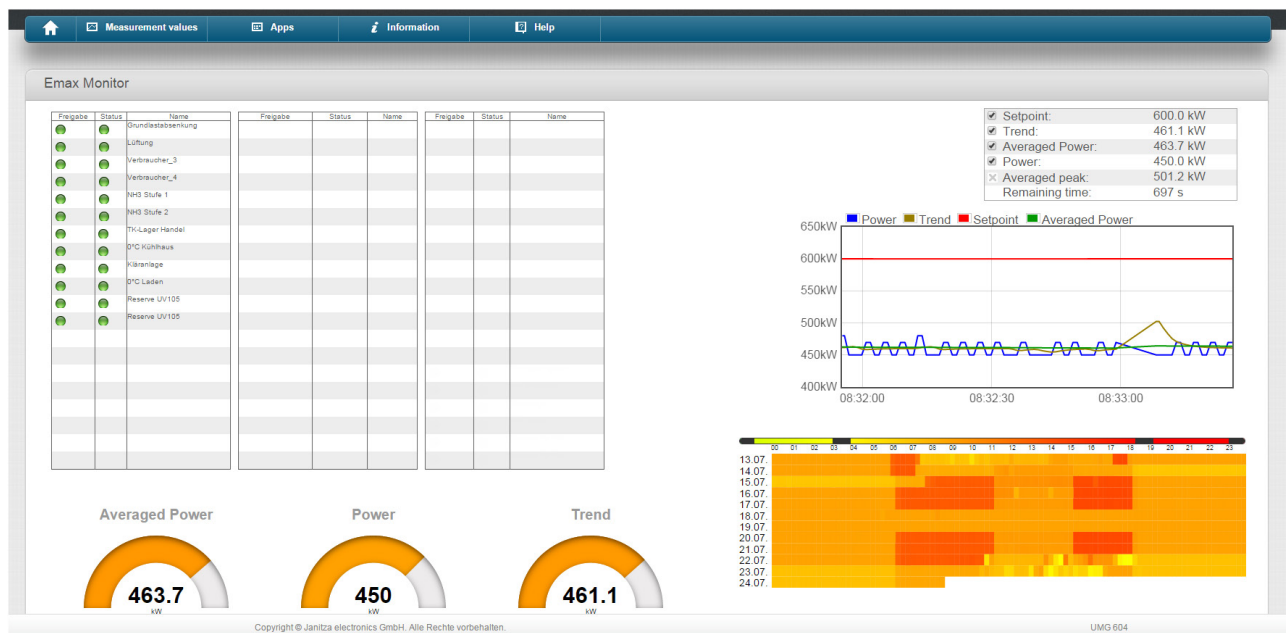 Measurement values Apps Information Help
Emax Monitor
Freigabe Status Name Freigabe Status Name Freigabe Status Name
Grundlastabsenkung
Lüftung
Verbraucher_3
Verbraucher_4
NH3 Stufe 1
NH3 Stufe 2
TK-Lager Handel
0°C Kühlhaus
Kläranlage
0°C Laden
Reserve UV105
Reserve UV105
Setpoint: 600.0 kW
Trend: 461.1 kW
Averaged Power: 463.7 kW
Power: 450.0 kW
Averaged peak: 501.2 kW
Remaining time: 697 s
Power Trend Setpoint Averaged Power
650kW
600kW
550kW
500kW
450kW
400kW
08:32:00 08:32:30 08:33:00
00 01 02 03 04 05 06 07 08 09 10 11 12 13 14 15 16 17 18 19 20 21 22 23
13.07.
14.07.
15.07.
16.07.
17.07.
18.07.
19.07.
20.07.
21.07.
22.07.
23.07.
24.07.
Averaged Power Power Trend
463.7 450 461.1
kW kW kW
Copyright © Janitza electronics GmbH. Alle Rechte vorbehalten. UMG 604